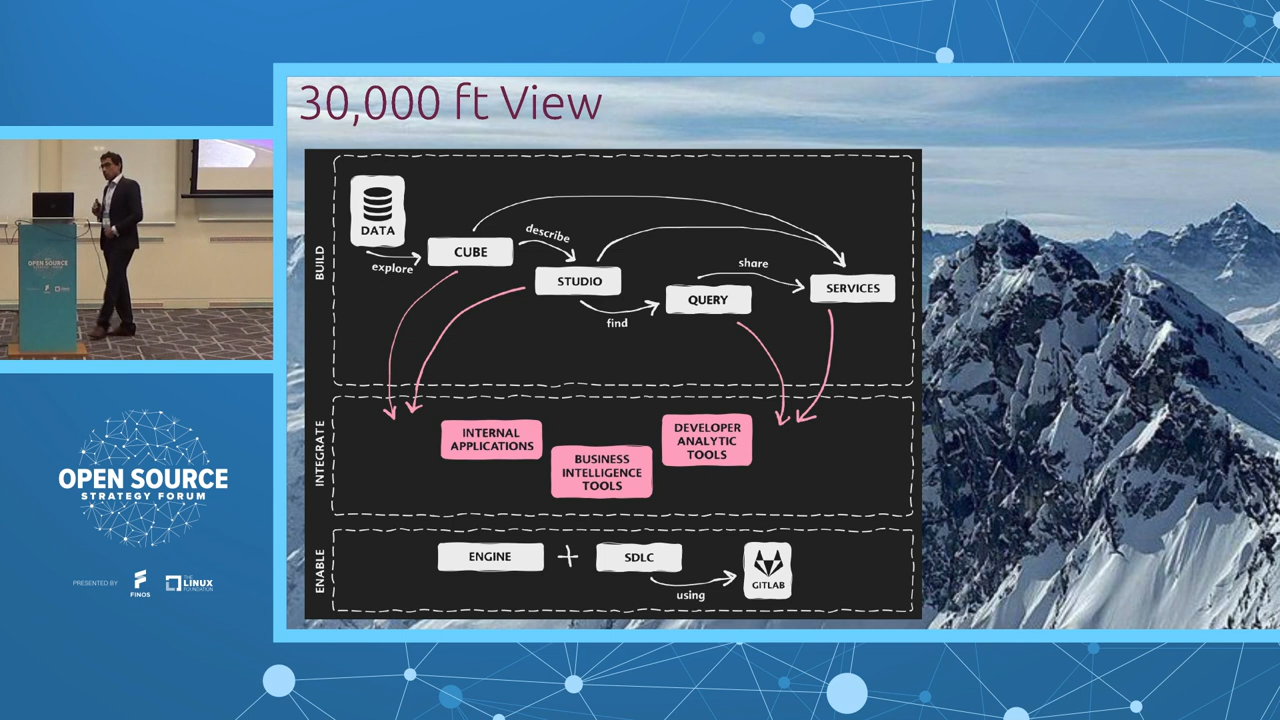 30,000 ft View
BUILD
DATA
explore
CUBE
describe
STUDIO
find
QUERY
share
SERVICES
INTEGRATE
INTERNAL
APPLICATIONS
BUSINESS
INTELLIGENCE
TOOLS
DEVELOPER
ANALYTIC
TOOLS
ENABLE
ENGINE
+
SDLC
using
GITLAB
OPEN SOURCE
OPEN SOURCE
STRATEGY FORUM
PRESENTED BY
FINOS
THE
LINUX
FOUNDATION